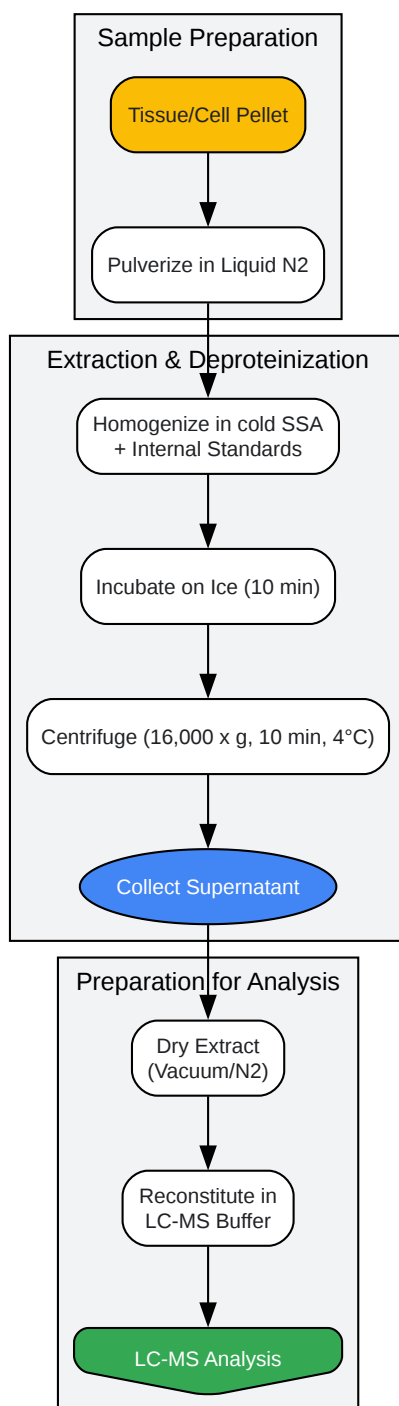 Sample Preparation
Tissue/Cell Pellet
Pulverize in Liquid N2
Extraction & Deproteinization
Homogenize in cold SSA
+ Internal Standards
Incubate on Ice (10 min)
Centrifuge (16,000 x g, 10 min, 4°C)
Collect Supernatant
Preparation for Analysis
Dry Extract
(Vacuum/N2)
Reconstitute in
LC-MS Buffer
LC-MS Analysis